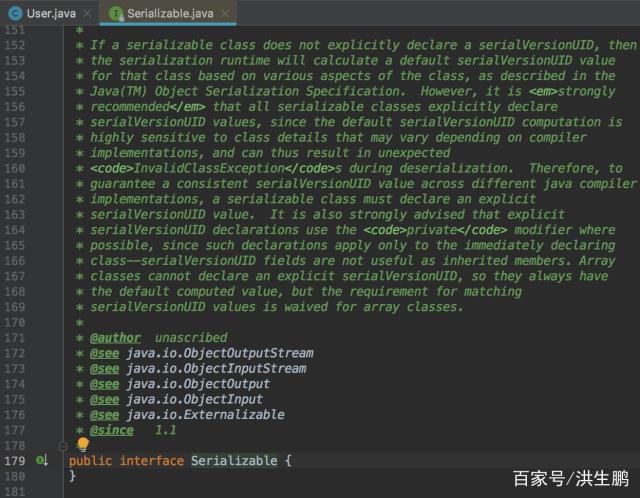 User.java × Serializable.java ×
151 *
152 * If a serializable class does not explicitly declare a serialVersionUID, then
153 * the serialization runtime will calculate a default serialVersionUID value
154 * for that class based on various aspects of the class, as described in the
155 * Java(TM) Object Serialization Specification.  However, it is <em>strongly
156 * recommended</em> that all serializable classes explicitly declare
157 * serialVersionUID values, since the default serialVersionUID computation is
158 * highly sensitive to class details that may vary depending on compiler
159 * implementations, and can thus result in unexpected
160 * <code>InvalidClassException</code>s during deserialization.  Therefore, to
161 * guarantee a consistent serialVersionUID value across different java compiler
162 * implementations, a serializable class must declare an explicit
163 * serialVersionUID value.  It is also strongly advised that explicit
164 * serialVersionUID declarations use the <code>private</code> modifier where
165 * possible, since such declarations apply only to the immediately declaring
166 * class--serialVersionUID fields are not useful as inherited members. Array
167 * classes cannot declare an explicit serialVersionUID, so they always have
168 * the default computed value, but the requirement for matching
169 * serialVersionUID values is waived for array classes.
170 *
171 * @author  unascribed
172 * @see java.io.ObjectOutputStream
173 * @see java.io.ObjectInputStream
174 * @see java.io.ObjectOutput
175 * @see java.io.ObjectInput
176 * @see java.io.Externalizable
177 * @since   1.1
178
179 public interface Serializable {
180 }
181
百家号/洪生鹏